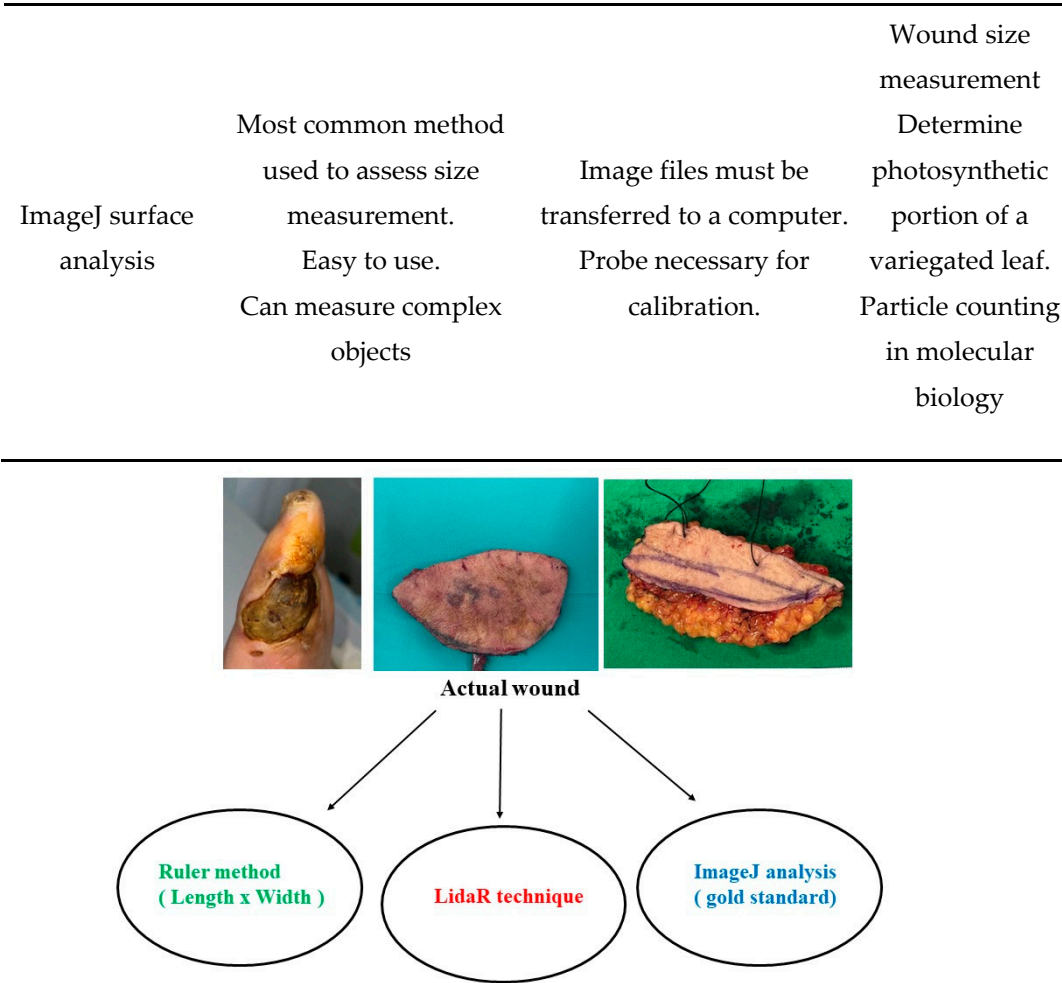 ImageJ surface
analysis
Most common method
used to assess size
measurement.
Easy to use.
Can measure complex
objects
Image files must be
transferred to a computer.
Probe necessary for
calibration.
Wound size
measurement
Determine
photosynthetic
portion of a
variegated leaf.
Particle counting
in molecular
biology
Actual wound
Ruler method
( Length x Width )
LidaR technique
ImageJ analysis
( gold standard)